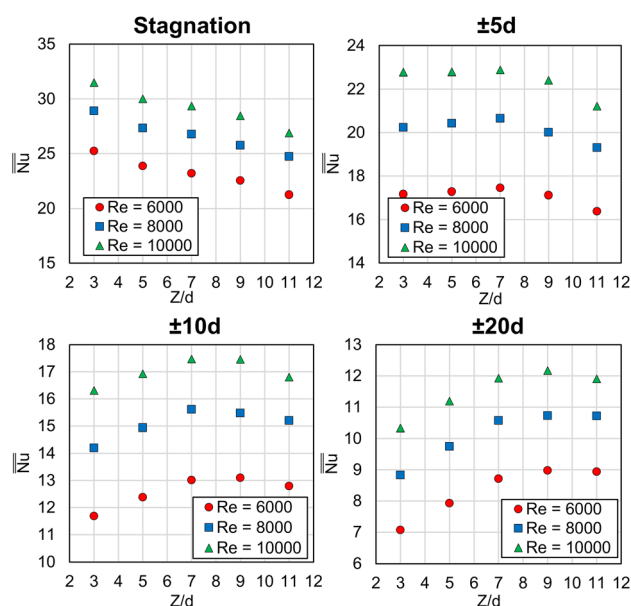 Stagnation
35
30
25
20
15
Nu
Re = 6000
Re = 8000
Re = 10000
2 3 4 5 6 7 8 9 10 11 12
Z/d
±5d
24
22
20
18
16
14
Nu
Re = 6000
Re = 8000
Re = 10000
2 3 4 5 6 7 8 9 10 11 12
Z/d
±10d
18
17
16
15
14
13
12
11
10
Nu
Re = 6000
Re = 8000
Re = 10000
2 3 4 5 6 7 8 9 10 11 12
Z/d
±20d
13
12
11
10
9
8
7
6
Nu
Re = 6000
Re = 8000
Re = 10000
2 3 4 5 6 7 8 9 10 11 12
Z/d